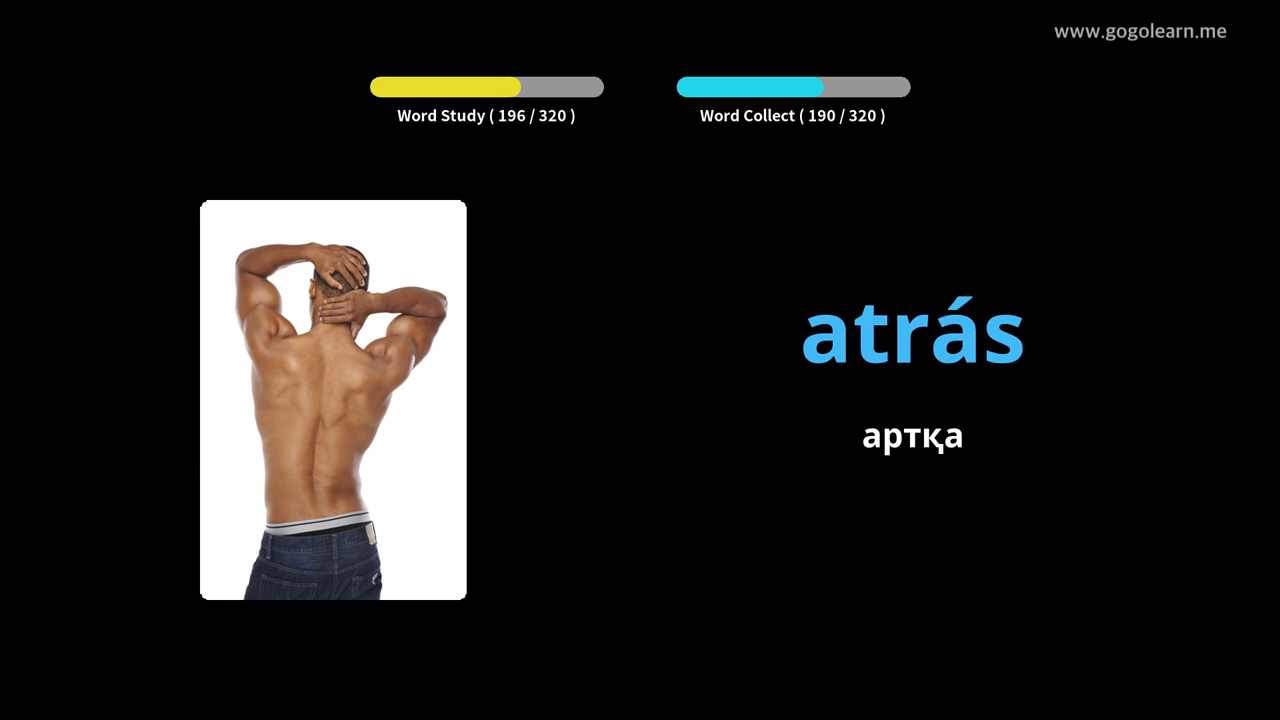 www.gogolearn.me
Word Study ( 196 / 320 )
Word Collect ( 190 / 320 )
atrás
артқа